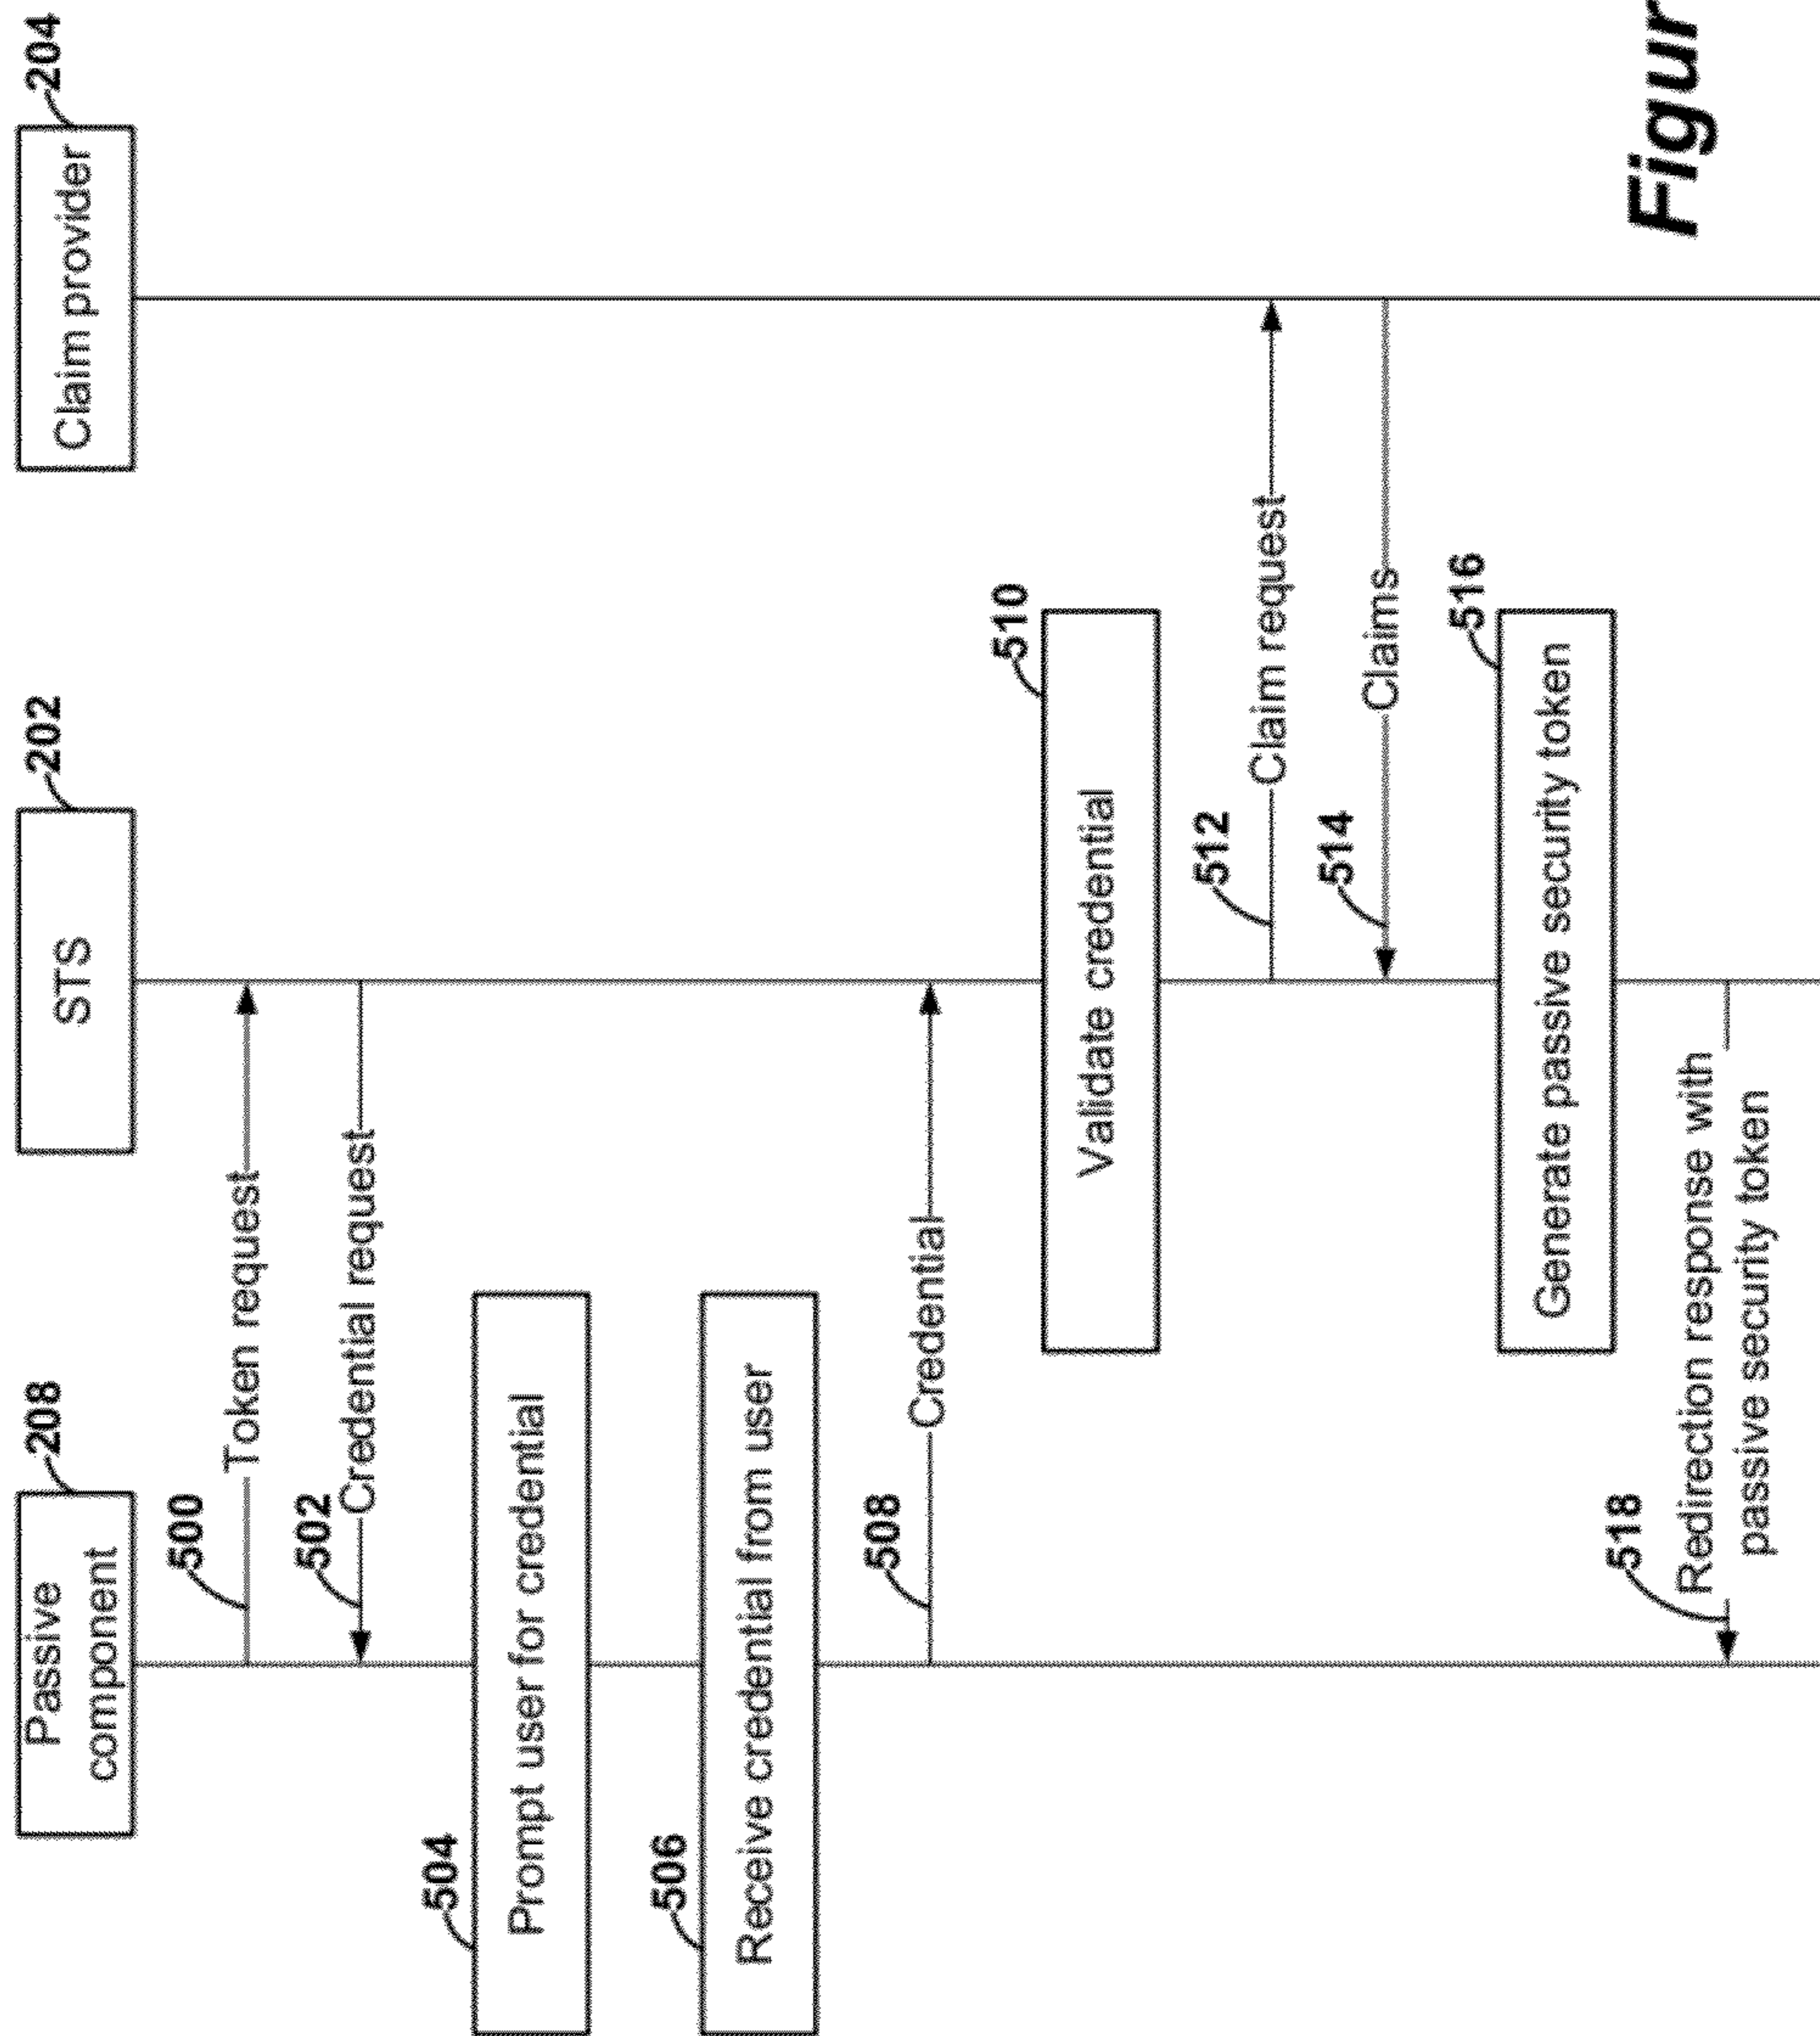 Passive
component
208
STS
202
Claim provider
204
500
Token request
502
Credential request
504
Prompt user for credential
506
Receive credential from user
508
Credential
510
Validate credential
512
Claim request
514
Claims
516
Generate passive security token
518
Redirection response with
passive security token
Figur